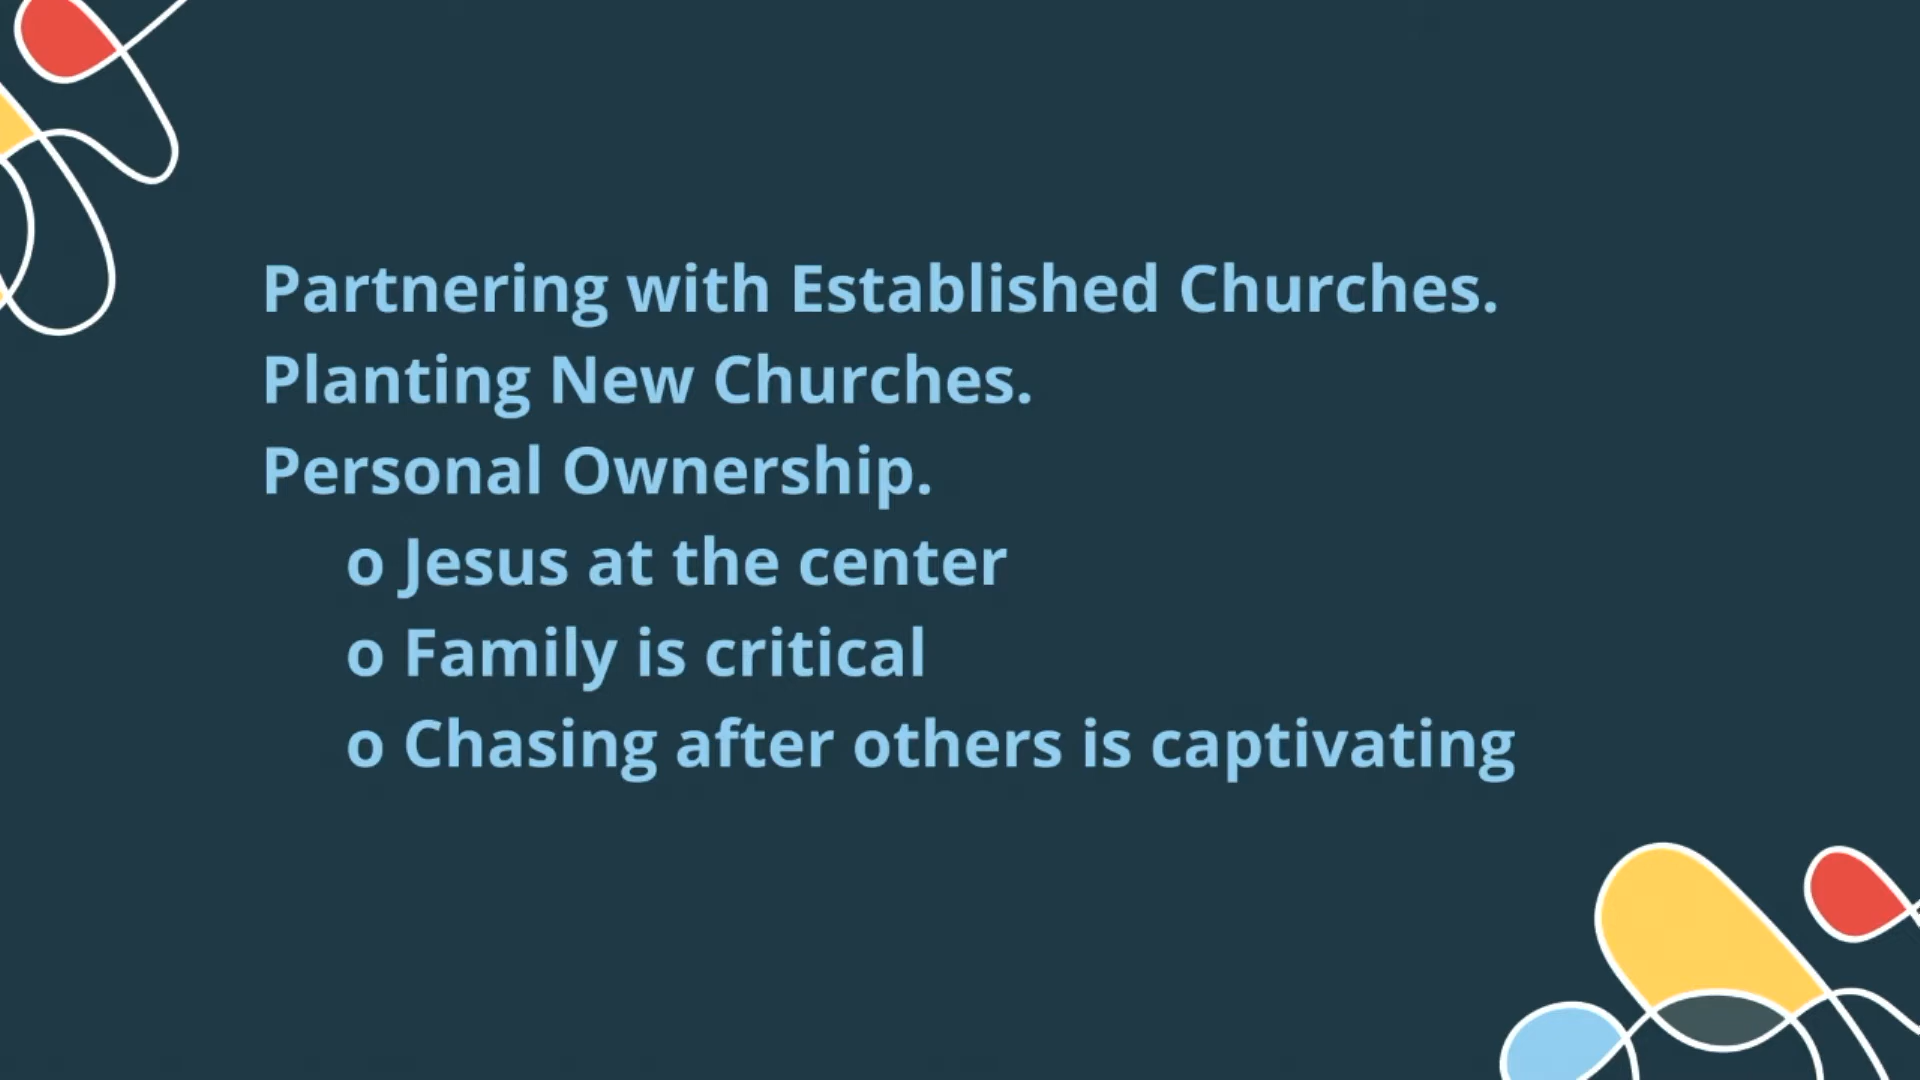 Partnering with Established Churches.
Planting New Churches.
Personal Ownership.
o Jesus at the center
o Family is critical
o Chasing after others is captivating